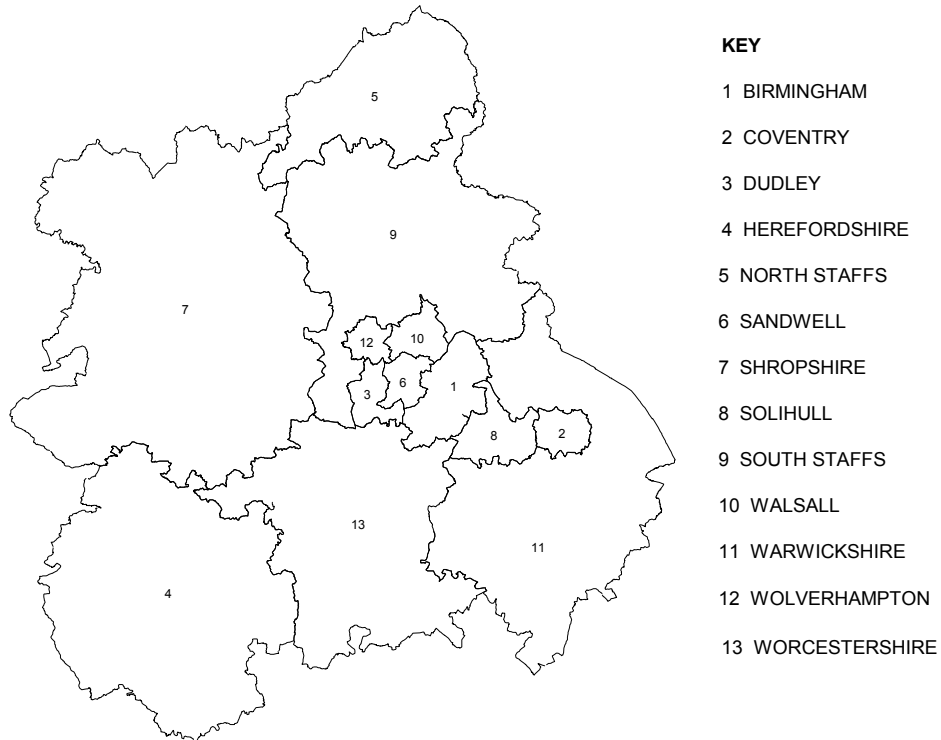 KEY
1 BIRMINGHAM
2 COVENTRY
3 DUDLEY
4 HEREFORDSHIRE
5 NORTH STAFFS
6 SANDWELL
7 SHROPSHIRE
8 SOLIHULL
9 SOUTH STAFFS
10 WALSALL
11 WARWICKSHIRE
12 WOLVERHAMPTON
13 WORCESTERSHIRE
5
9
7
12
10
3
6
1
8
2
13
11
4